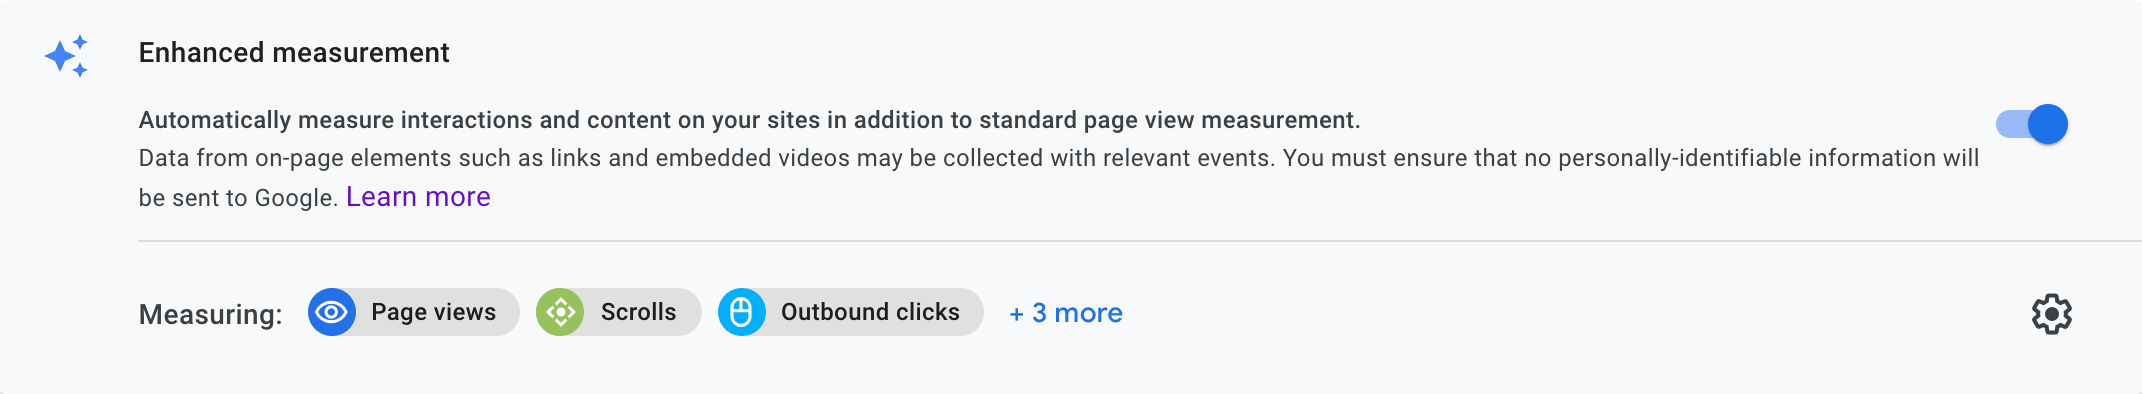 Enhanced measurement
Automatically measure interactions and content on your sites in addition to standard page view measurement.
Data from on-page elements such as links and embedded videos may be collected with relevant events. You must ensure that no personally-identifiable information will
be sent to Google. Learn more
Measuring: Page views Scrolls Outbound clicks + 3 more